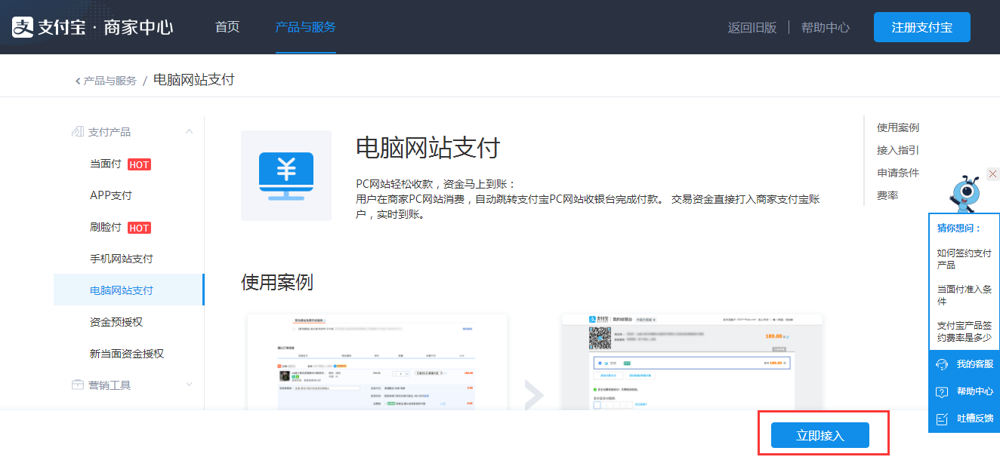 支付宝 · 商家中心
首页
产品与服务
返回旧版
帮助中心
注册支付宝
产品与服务 / 电脑网站支付
支付产品
当面付 HOT
APP支付
刷脸付 HOT
手机网站支付
电脑网站支付
资金预授权
新当面资金授权
营销工具
电脑网站支付
PC网站轻松收款，资金马上到账：
用户在商家PC网站消费，自动跳转支付宝PC网站收银台完成付款。 交易资金直接打入商家支付宝账
户，实时到账。
使用案例
支付宝
189.00
立即接入
使用案例
接入指引
申请条件
费率
猜你想问：
如何签约支付
产品
当面付准入条
件
支付宝产品签
约费率是多少
我的客服
帮助中心
吐槽反馈